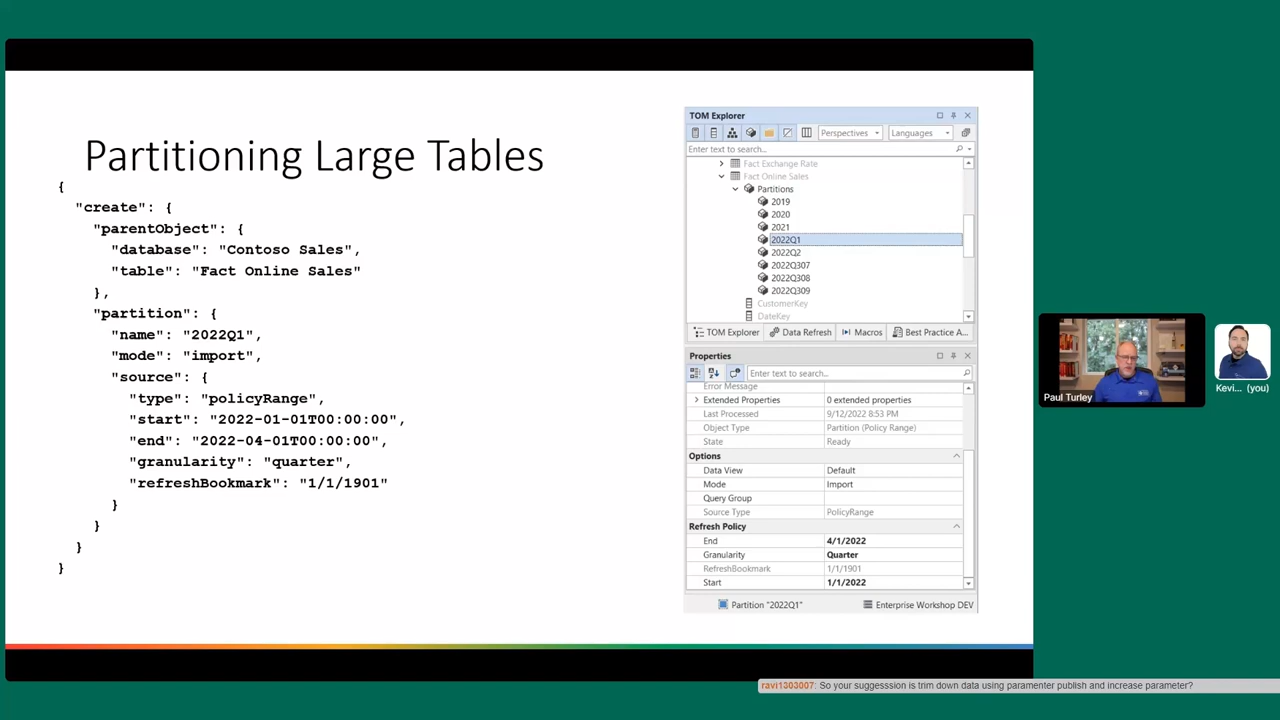 Partitioning Large Tables
{
"create": {
"parentObject": {
"database": "Contoso Sales",
"table": "Fact Online Sales"
},
"partition": {
"name": "2022Q1",
"mode": "import",
"source": {
"type": "policyRange",
"start": "2022-01-01T00:00:00",
"end": "2022-04-01T00:00:00",
"granularity": "quarter",
"refreshBookmark": "1/1/1901"
}
}
}
}
TOM Explorer
Perspectives
Languages
Enter text to search...
Fact Exchange Rate
Fact Online Sales
Partitions
2019
2020
2021
2022Q1
2022Q2
2022Q307
2022Q308
2022Q309
CustomerKey
DateKey
TOM Explorer Data Refresh Macros Best Practice A...
Properties
Enter text to search...
Error Message
Extended Properties 0 extended properties
Last Processed 9/12/2022 8:53 PM
Object Type Partition (Policy Range)
State Ready
Options
Data View Default
Mode Import
Query Group
Source Type PolicyRange
Refresh Policy
End 4/1/2022
Granularity Quarter
RefreshBookmark 1/1/1901
Start 1/1/2022
Partition "2022Q1" Enterprise Workshop DEV
Paul Turley
Kevi... (you)
ravi1303007: So your suggesssion is trim down data using paramenter publish and increase parameter?